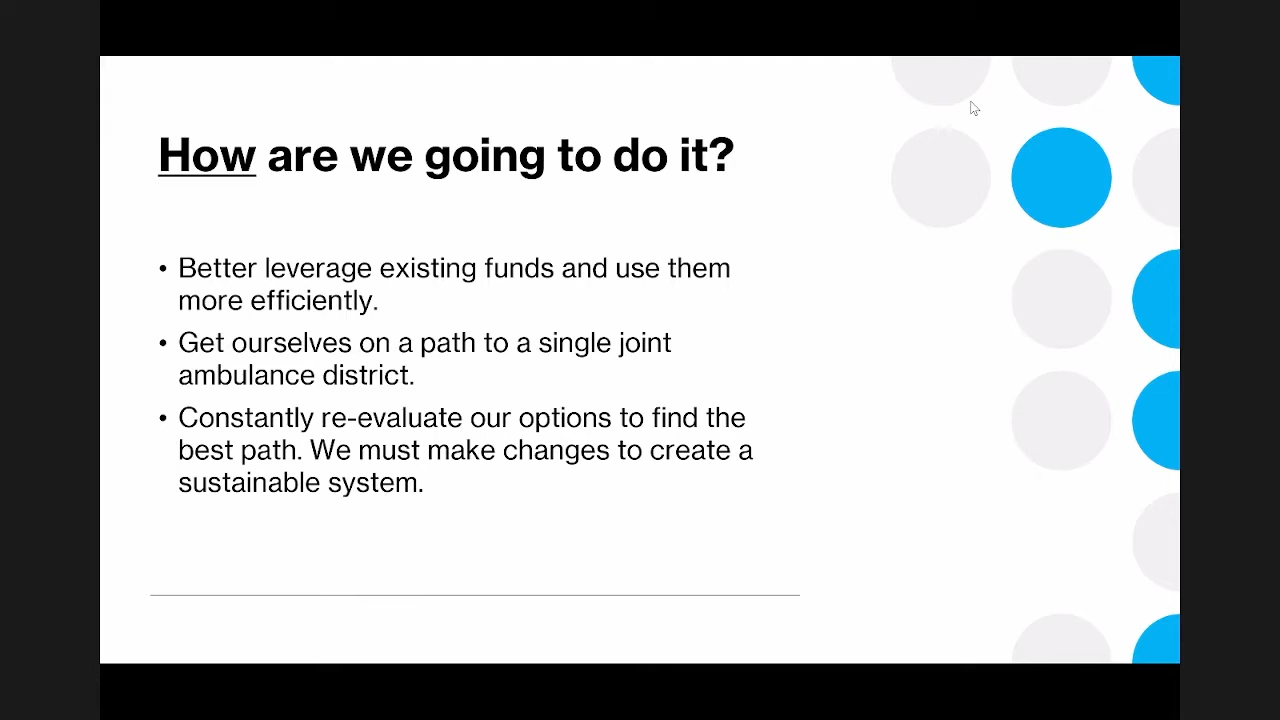 How are we going to do it?
• Better leverage existing funds and use them
more efficiently.
• Get ourselves on a path to a single joint
ambulance district.
• Constantly re-evaluate our options to find the
best path. We must make changes to create a
sustainable system.